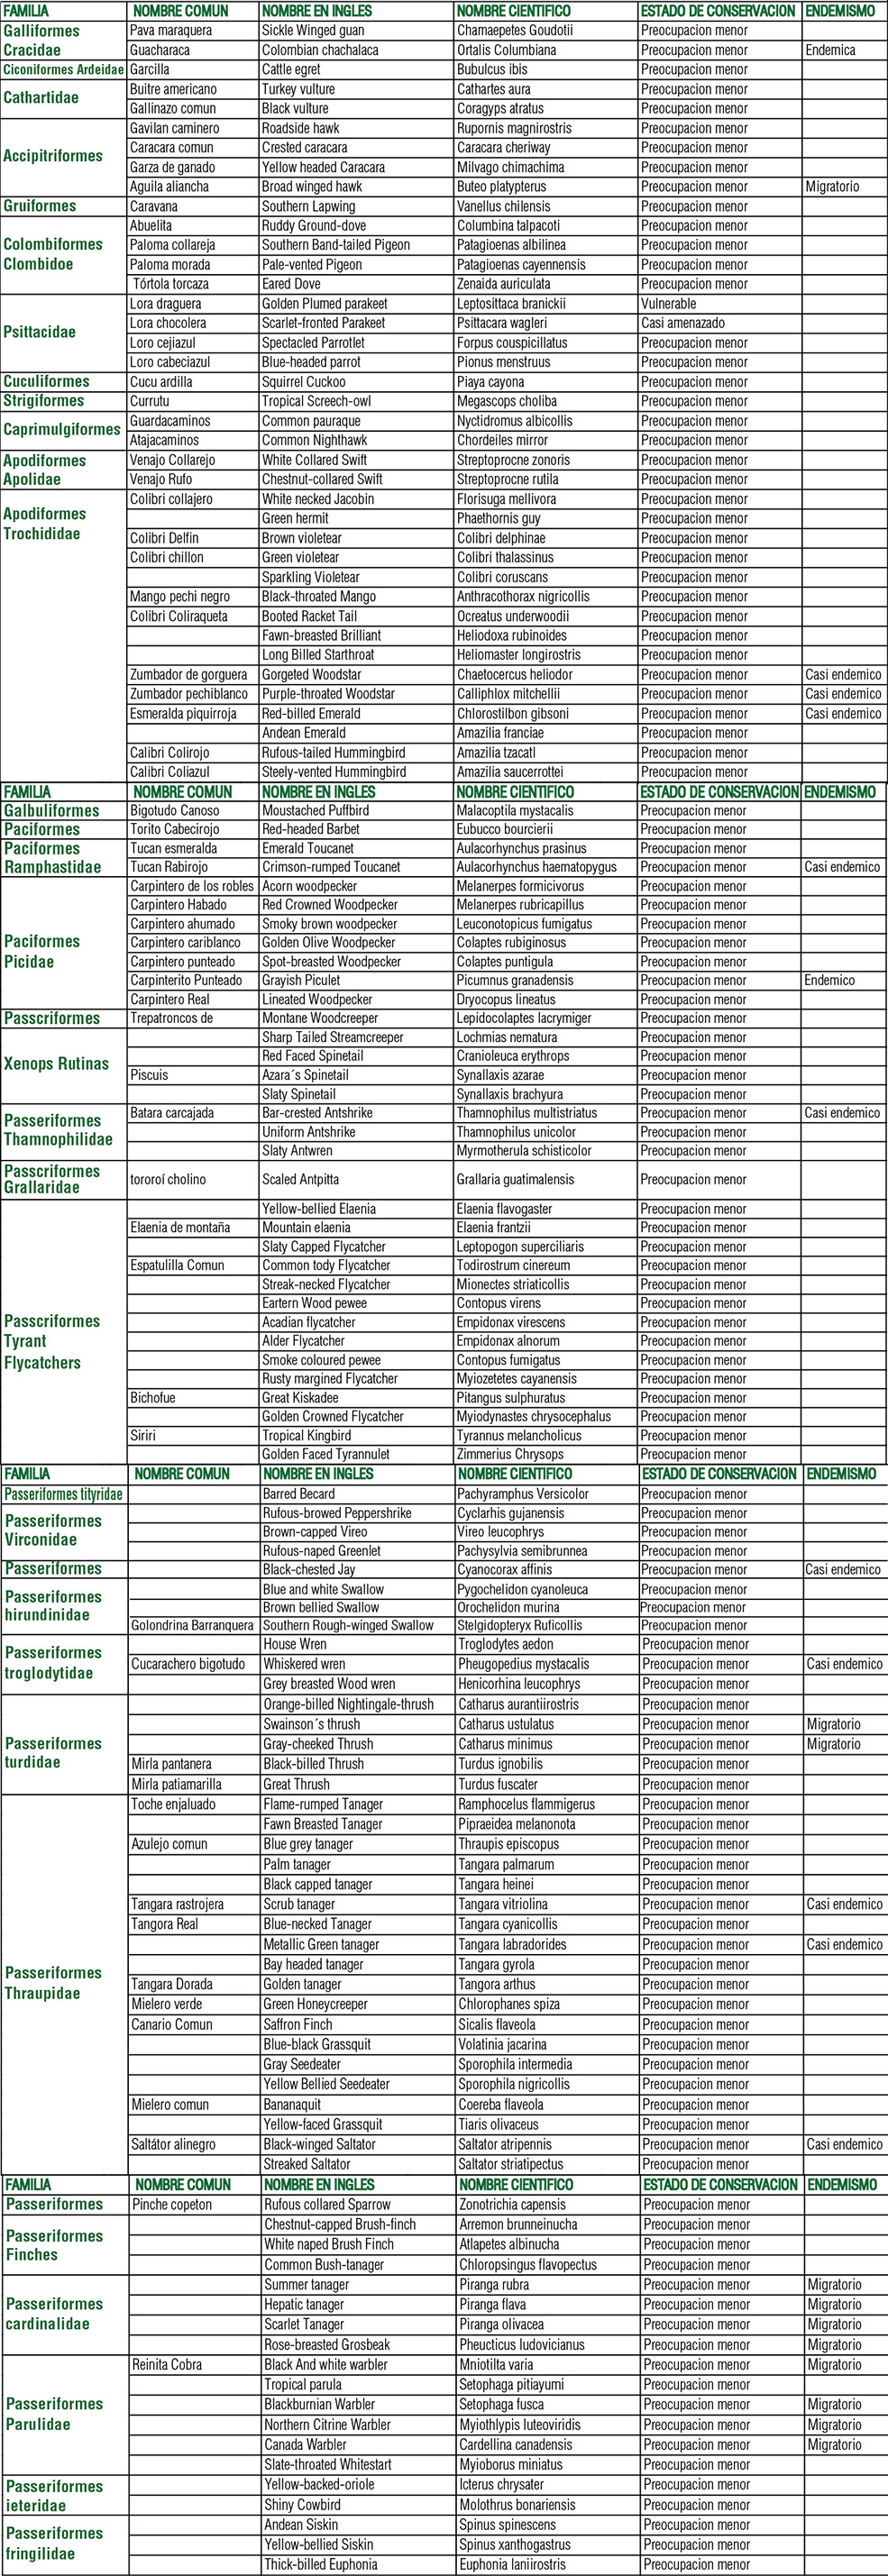 FAMILIA NOMBRE COMUN NOMBRE EN INGLES NOMBRE CIENTIFICO ESTADO DE CONSERVACION ENDEMISMO
Galliformes Pava maraquera Sickle Winged guan Chamaepetes Goudotii Preocupacion menor
Cracidae Guacharaca Colombian chachalaca Ortalis Columbiana Preocupacion menor Endemica
Ciconiformes Ardeidae Garcilla Cattle egret Bubulcus ibis Preocupacion menor
Cathartidae Buitre americano Turkey vulture Cathartes aura Preocupacion menor
Gallinazo comun Black vulture Coragyps atratus Preocupacion menor
Accipitriformes Gavilan caminero Roadside hawk Rupornis magnirostris Preocupacion menor
Caracara comun Crested caracara Caracara cheriway Preocupacion menor
Garza de ganado Yellow headed Caracara Milvago chimachima Preocupacion menor
Aguila aliancha Broad winged hawk Buteo platypterus Preocupacion menor Migratorio
Gruiformes Caravana Southern Lapwing Vanellus chilensis Preocupacion menor
Abuelita Ruddy Ground-dove Columbina talpacoti Preocupacion menor
Colombiformes Paloma collareja Southern Band-tailed Pigeon Patagioenas albilinea Preocupacion menor
Clombidoe Paloma morada Pale-vented Pigeon Patagioenas cayennensis Preocupacion menor
Tórtola torcaza Eared Dove Zenaida auriculata Preocupacion menor
Psittacidae Lora draguera Golden Plumed parakeet Leptosittaca branickii Vulnerable
Lora chocolera Scarlet-fronted Parakeet Psittacara wagleri Casi amenazado
Loro cejiazul Spectacled Parrotlet Forpus couspicillatus Preocupacion menor
Loro cabeciazul Blue-headed parrot Pionus menstruus Preocupacion menor
Cuculiformes Cucu ardilla Squirrel Cuckoo Piaya cayona Preocupacion menor
Strigiformes Currutu Tropical Screech-owl Megascops choliba Preocupacion menor
Caprimulgiformes Guardacaminos Common pauraque Nyctidromus albicollis Preocupacion menor
Atajacaminos Common Nighthawk Chordeiles mirror Preocupacion menor
Apodiformes Venajo Collarejo White Collared Swift Streptoprocne zonoris Preocupacion menor
Apolidae Venajo Rufo Chestnut-collared Swift Streptoprocne rutila Preocupacion menor
Apodiformes Colibri collajero White necked Jacobin Florisuga mellivora Preocupacion menor
Trochididae Green hermit Phaethornis guy Preocupacion menor
Colibri Delfin Brown violetear Colibri delphinae Preocupacion menor
Colibri chillon Green violetear Colibri thalassinus Preocupacion menor
Sparkling Violetear Colibri coruscans Preocupacion menor
Mango pechi negro Black-throated Mango Anthracothorax nigricollis Preocupacion menor
Colibri Coliraqueta Booted Racket Tail Ocreatus underwoodii Preocupacion menor
Fawn-breasted Brilliant Heliodoxa rubinoides Preocupacion menor
Long Billed Starthroat Heliomaster longirostris Preocupacion menor
Zumbador de gorguera Gorgeted Woodstar Chaetocercus heliodor Preocupacion menor Casi endemico
Zumbador pechiblanco Purple-throated Woodstar Calliphlox mitchellii Preocupacion menor Casi endemico
Esmeralda piquirroja Red-billed Emerald Chlorostilbon gibsoni Preocupacion menor Casi endemico
Andean Emerald Amazilia franciae Preocupacion menor
Calibri Colirojo Rufous-tailed Hummingbird Amazilia tzacatl Preocupacion menor
Calibri Coliazul Steely-vented Hummingbird Amazilia saucerrottei Preocupacion menor
FAMILIA NOMBRE COMUN NOMBRE EN INGLES NOMBRE CIENTIFICO ESTADO DE CONSERVACION ENDEMISMO
Galbuliformes Bigotudo Canoso Moustached Puffbird Malacoptila mystacalis Preocupacion menor
Paciformes Torito Cabecirojo Red-headed Barbet Eubucco bourcierii Preocupacion menor
Paciformes Tucan esmeralda Emerald Toucanet Aulacorhynchus prasinus Preocupacion menor
Ramphastidae Tucan Rabirojo Crimson-rumped Toucanet Aulacorhynchus haematopygus Preocupacion menor Casi endemico
Carpintero de los robles Acorn woodpecker Melanerpes formicivorus Preocupacion menor
Carpintero Habado Red Crowned Woodpecker Melanerpes rubricapillus Preocupacion menor
Carpintero ahumado Smoky brown woodpecker Leuconotopicus fumigatus Preocupacion menor
Paciformes Carpintero cariblanco Golden Olive Woodpecker Colaptes rubiginosus Preocupacion menor
Picidae Carpintero punteado Spot-breasted Woodpecker Colaptes puntigula Preocupacion menor
Carpinterito Punteado Grayish Piculet Picumnus granadensis Preocupacion menor Endemico
Carpintero Real Lineated Woodpecker Dryocopus lineatus Preocupacion menor
Passcriformes Trepatroncos de Montane Woodcreeper Lepidocolaptes lacrymiger Preocupacion menor
Sharp Tailed Streamcreeper Lochmias nematura Preocupacion menor
Xenops Rutinas Red Faced Spinetail Cranioleuca erythrops Preocupacion menor
Piscuis Azara´s Spinetail Synallaxis azarae Preocupacion menor
Slaty Spinetail Synallaxis brachyura Preocupacion menor
Passeriformes Batara carcajada Bar-crested Antshrike Thamnophilus multistriatus Preocupacion menor Casi endemico
Thamnophilidae Uniform Antshrike Thamnophilus unicolor Preocupacion menor
Slaty Antwren Myrmotherula schisticolor Preocupacion menor
Passcriformes
Grallaridae tororoí cholino Scaled Antpitta Grallaria guatimalensis Preocupacion menor
Yellow-bellied Elaenia Elaenia flavogaster Preocupacion menor
Elaenia de montaña Mountain elaenia Elaenia frantzii Preocupacion menor
Slaty Capped Flycatcher Leptopogon superciliaris Preocupacion menor
Espatulilla Comun Common tody Flycatcher Todirostrum cinereum Preocupacion menor
Streak-necked Flycatcher Mionectes striaticollis Preocupacion menor
Eartern Wood pewee Contopus virens Preocupacion menor
Passcriformes Acadian flycatcher Empidonax virescens Preocupacion menor
Tyrant Alder Flycatcher Empidonax alnorum Preocupacion menor
Flycatchers Smoke coloured pewee Contopus fumigatus Preocupacion menor
Rusty margined Flycatcher Myiozetetes cayanensis Preocupacion menor
Bichofue Great Kiskadee Pitangus sulphuratus Preocupacion menor
Golden Crowned Flycatcher Myiodynastes chrysocephalus Preocupacion menor
Siriri Tropical Kingbird Tyrannus melancholicus Preocupacion menor
Golden Faced Tyrannulet Zimmerius Chrysops Preocupacion menor
FAMILIA NOMBRE COMUN NOMBRE EN INGLES NOMBRE CIENTIFICO ESTADO DE CONSERVACION ENDEMISMO
Passeriformes tityridae Barred Becard Pachyramphus Versicolor Preocupacion menor
Passeriformes Rufous-browed Peppershrike Cyclarhis gujanensis Preocupacion menor
Virconidae Brown-capped Vireo Vireo leucophrys Preocupacion menor
Rufous-naped Greenlet Pachysylvia semibrunnea Preocupacion menor
Passeriformes Black-chested Jay Cyanocorax affinis Preocupacion menor Casi endemico
Passeriformes Blue and white Swallow Pygochelidon cyanoleuca Preocupacion menor
hirundinidae Brown bellied Swallow Orochelidon murina Preocupacion menor
Golondrina Barranquera Southern Rough-winged Swallow Stelgidopteryx Ruficollis Preocupacion menor
Passeriformes House Wren Troglodytes aedon Preocupacion menor
troglodytidae Cucarachero bigotudo Whiskered wren Pheugopedius mystacalis Preocupacion menor Casi endemico
Grey breasted Wood wren Henicorhina leucophrys Preocupacion menor
Orange-billed Nightingale-thrush Catharus aurantiirostris Preocupacion menor
Swainson´s thrush Catharus ustulatus Preocupacion menor Migratorio
Passeriformes Gray-cheeked Thrush Catharus minimus Preocupacion menor Migratorio
turdidae Mirla pantanera Black-billed Thrush Turdus ignobilis Preocupacion menor
Mirla patiamarilla Great Thrush Turdus fuscater Preocupacion menor
Toche enjaluado Flame-rumped Tanager Ramphocelus flammigerus Preocupacion menor
Fawn Breasted Tanager Pipraeidea melanonota Preocupacion menor
Azulejo comun Blue grey tanager Thraupis episcopus Preocupacion menor
Palm tanager Tangara palmarum Preocupacion menor
Black capped tanager Tangara heinei Preocupacion menor
Tangara rastrojera Scrub tanager Tangara vitriolina Preocupacion menor Casi endemico
Tangora Real Blue-necked Tanager Tangara cyanicollis Preocupacion menor
Metallic Green tanager Tangara labradorides Preocupacion menor Casi endemico
Passeriformes Bay headed tanager Tangara gyrola Preocupacion menor
Thraupidae Tangara Dorada Golden tanager Tangora arthus Preocupacion menor
Mielero verde Green Honeycreeper Chlorophanes spiza Preocupacion menor
Canario Comun Saffron Finch Sicalis flaveola Preocupacion menor
Blue-black Grassquit Volatinia jacarina Preocupacion menor
Gray Seedeater Sporophila intermedia Preocupacion menor
Yellow Bellied Seedeater Sporophila nigricollis Preocupacion menor
Mielero comun Bananaquit Coereba flaveola Preocupacion menor
Yellow-faced Grassquit Tiaris olivaceus Preocupacion menor
Saltátor alinegro Black-winged Saltator Saltator atripennis Preocupacion menor Casi endemico
Streaked Saltator Saltator striatipectus Preocupacion menor
FAMILIA NOMBRE COMUN NOMBRE EN INGLES NOMBRE CIENTIFICO ESTADO DE CONSERVACION ENDEMISMO
Passeriformes Pinche copeton Rufous collared Sparrow Zonotrichia capensis Preocupacion menor
Passeriformes Chestnut-capped Brush-finch Arremon brunneinucha Preocupacion menor
Finches White naped Brush Finch Atlapetes albinucha Preocupacion menor
Common Bush-tanager Chloropsingus flavopectus Preocupacion menor
Summer tanager Piranga rubra Preocupacion menor Migratorio
Passeriformes Hepatic tanager Piranga flava Preocupacion menor Migratorio
cardinalidae Scarlet Tanager Piranga olivacea Preocupacion menor Migratorio
Rose-breasted Grosbeak Pheucticus ludovicianus Preocupacion menor Migratorio
Reinita Cobra Black And white warbler Mniotilta varia Preocupacion menor Migratorio
Tropical parula Setophaga pitiayumi Preocupacion menor
Passeriformes Blackburnian Warbler Setophaga fusca Preocupacion menor Migratorio
Parulidae Northern Citrine Warbler Myiothlypis luteoviridis Preocupacion menor Migratorio
Canada Warbler Cardellina canadensis Preocupacion menor Migratorio
Slate-throated Whitestart Myioborus miniatus Preocupacion menor
Passeriformes Yellow-backed-oriole Icterus chrysater Preocupacion menor
ieteridae Shiny Cowbird Molothrus bonariensis Preocupacion menor
Passeriformes Andean Siskin Spinus spinescens Preocupacion menor
fringilidae Yellow-bellied Siskin Spinus xanthogastrus Preocupacion menor
Thick-billed Euphonia Euphonia laniirostris Preocupacion menor